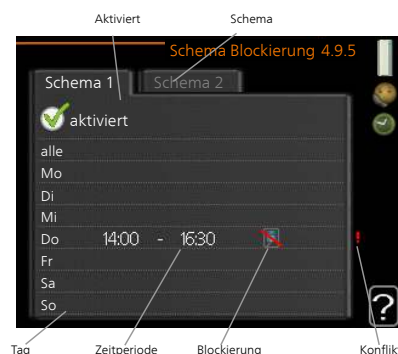 Aktiviert Schema
Schema Blockierung 4.9.5
Schema 1 Schema 2
aktiviert
alle
Mo
Di
Mi
Do 14:00 - 16:30 !
Fr
Sa
So
?
Tag Zeitperiode Blockierung Konflik